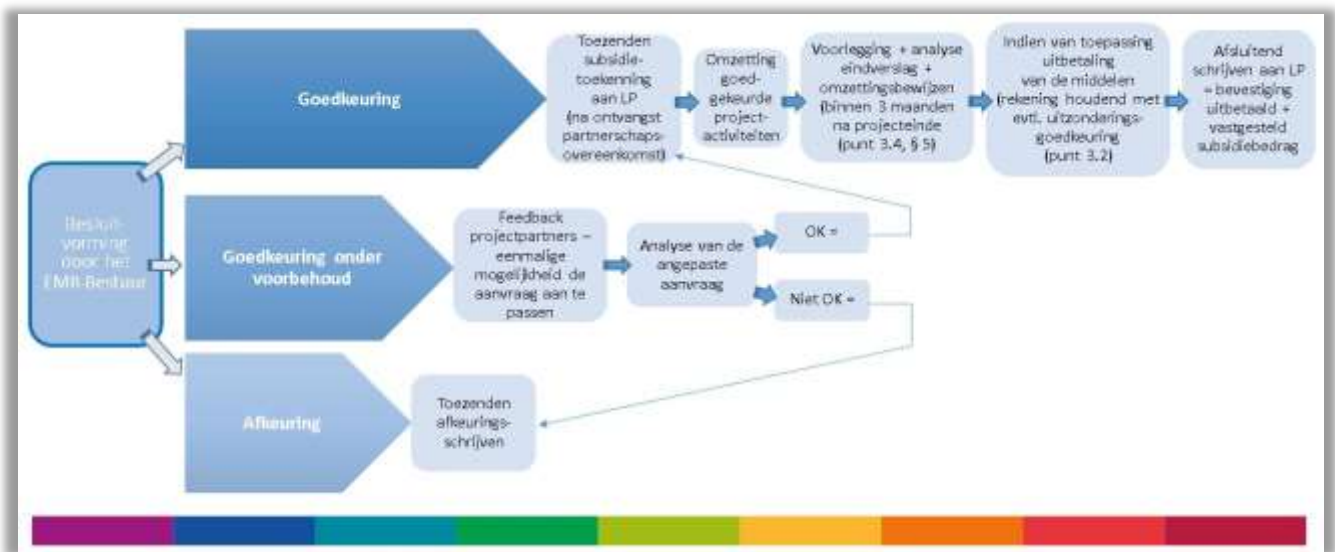 Besluit-
vorming
door het
EMR-Bestuur
Goedkeuring
Toezenden
subsidie-
toekenning
aan LP
(na ontvangst
partnerschaps-
overeenkomst)
Omzetting
goed-
gekeurde
project-
activiteiten
Voorlegging + analyse
eindverslag +
omzettingsbewijzen
(binnen 3 maanden
na projecteinde
(punt 3.4, § 5)
Indien van toepassing
uitbetaling
van de middelen
(rekening houdend met
evtl. uitzonderings-
goedkeuring
(punt 3.2)
Afsluitend
schrijven aan LP
= bevestiging
uitbetaald +
vastgesteld
subsidiebedrag
Goedkeuring onder
voorbehoud
Feedback
projectpartners –
eenmalige
mogelijkheid de
aanvraag aan te
passen
Analyse van de
angepaste
aanvraag
OK =
Niet OK =
Afkeuring
Toezenden
afkeurings-
schrijven